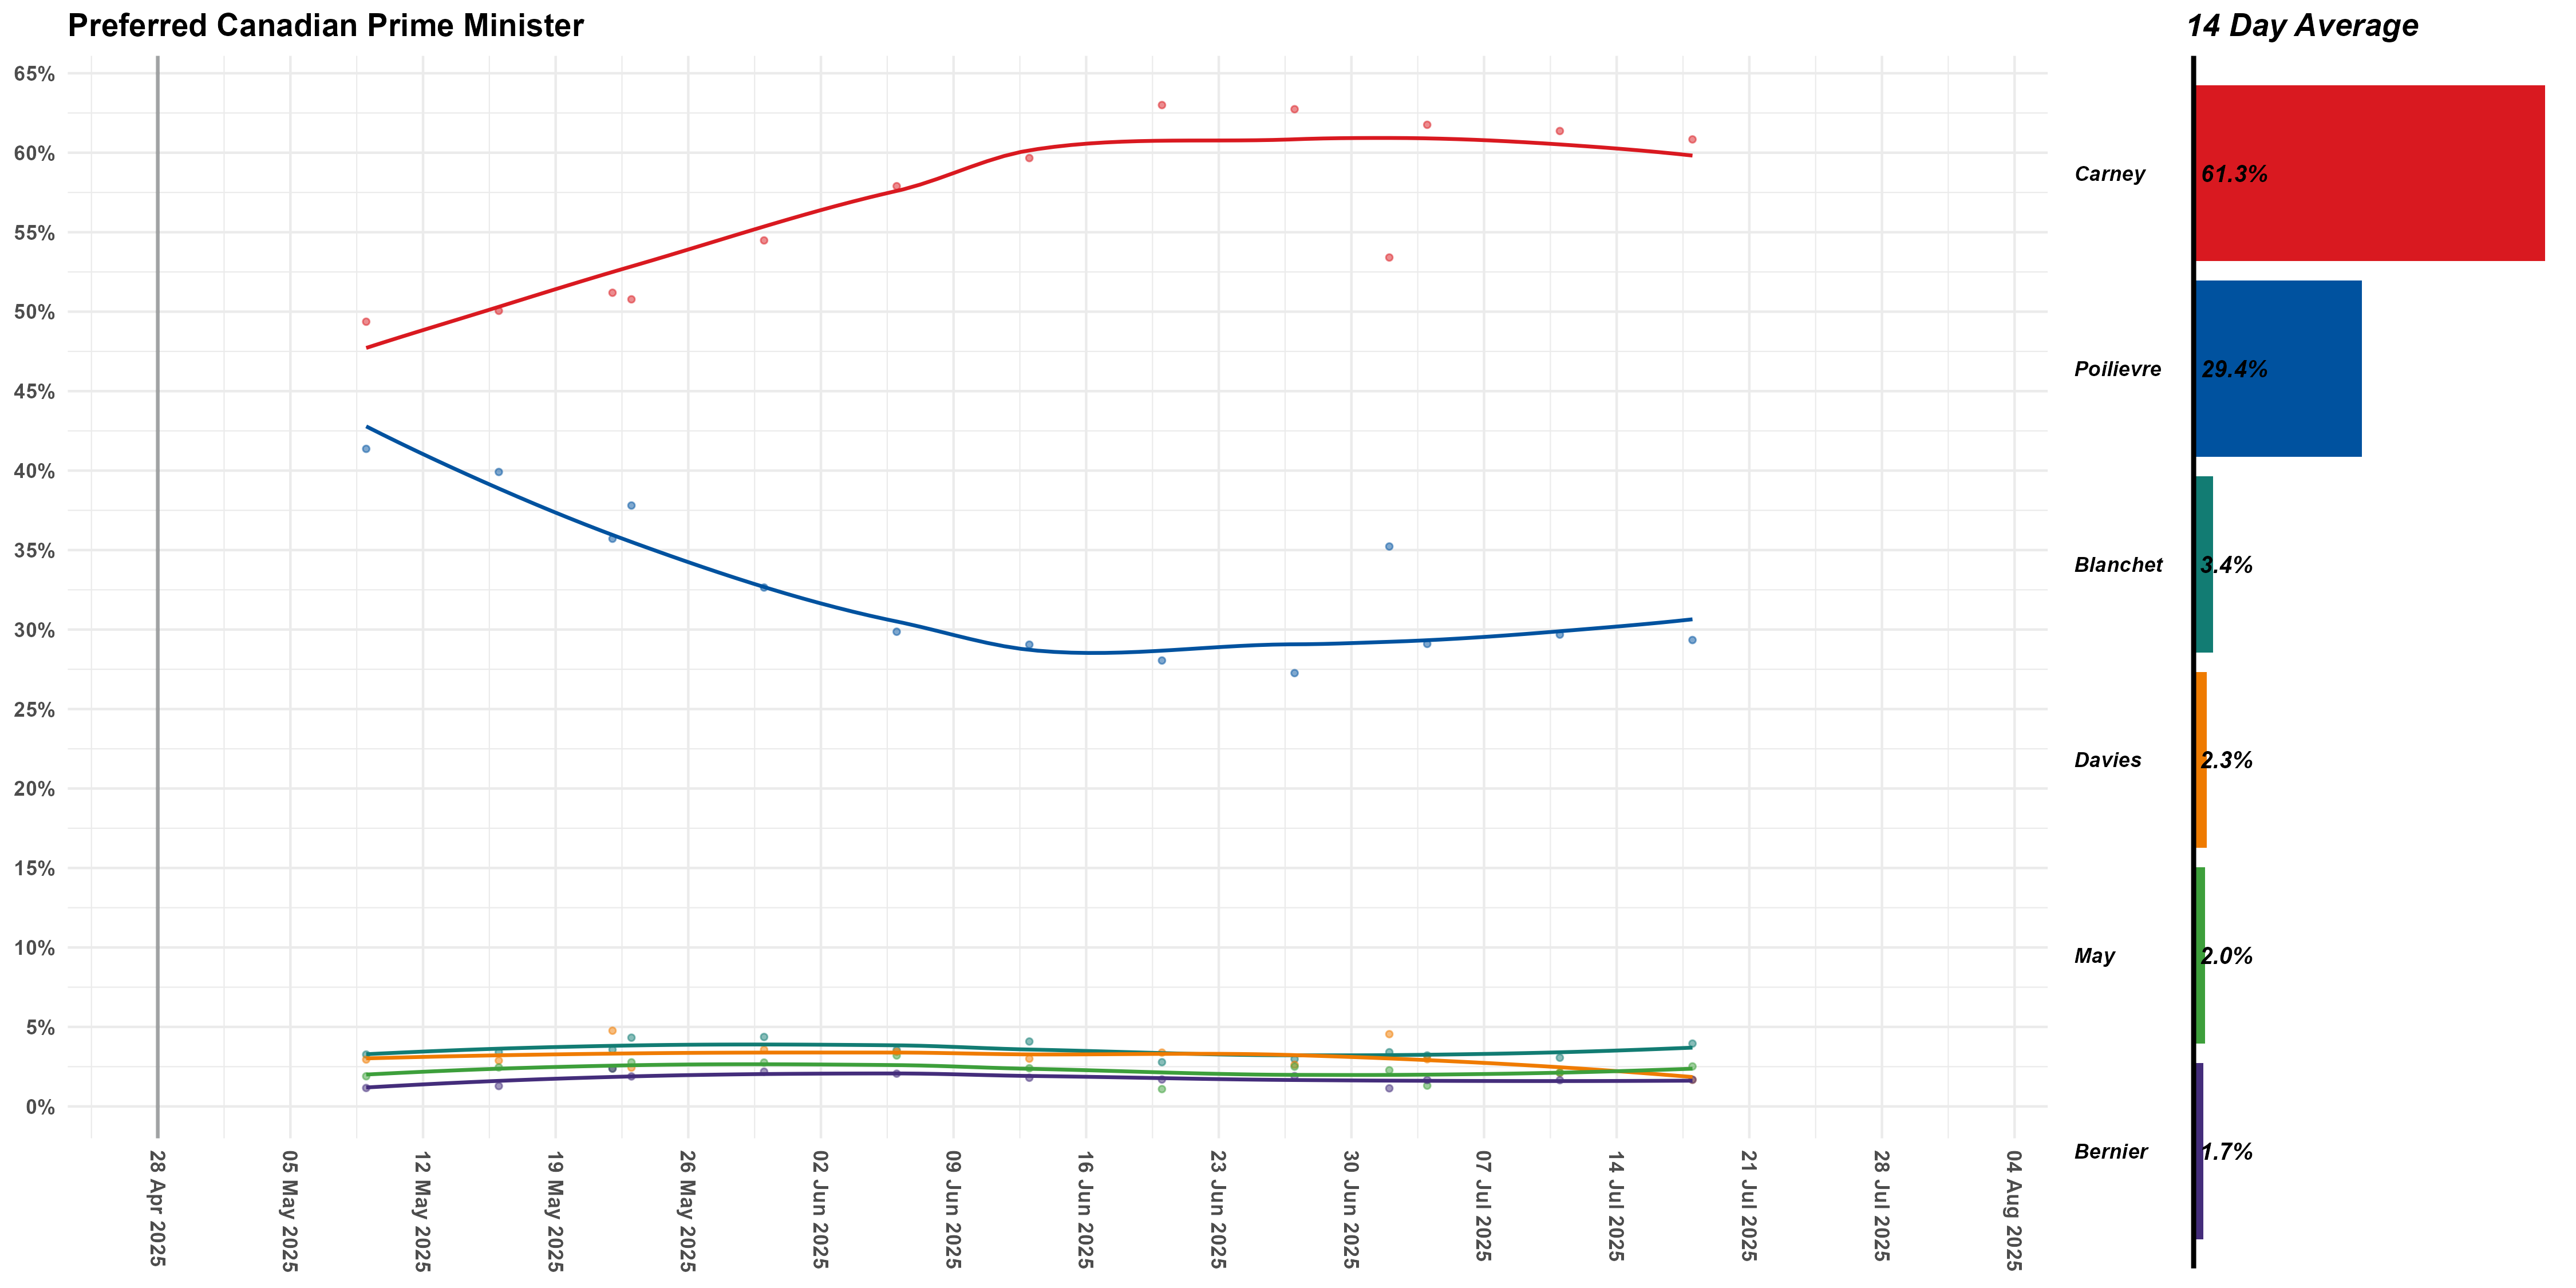 Preferred Canadian Prime Minister
14 Day Average
65%
60%
55%
50%
45%
40%
35%
30%
25%
20%
15%
10%
5%
0%
28 Apr 2025
05 May 2025
12 May 2025
19 May 2025
26 May 2025
02 Jun 2025
09 Jun 2025
16 Jun 2025
23 Jun 2025
30 Jun 2025
07 Jul 2025
14 Jul 2025
21 Jul 2025
28 Jul 2025
04 Aug 2025
Carney 61.3%
Poilievre 29.4%
Blanchet 3.4%
Davies 2.3%
May 2.0%
Bernier 1.7%